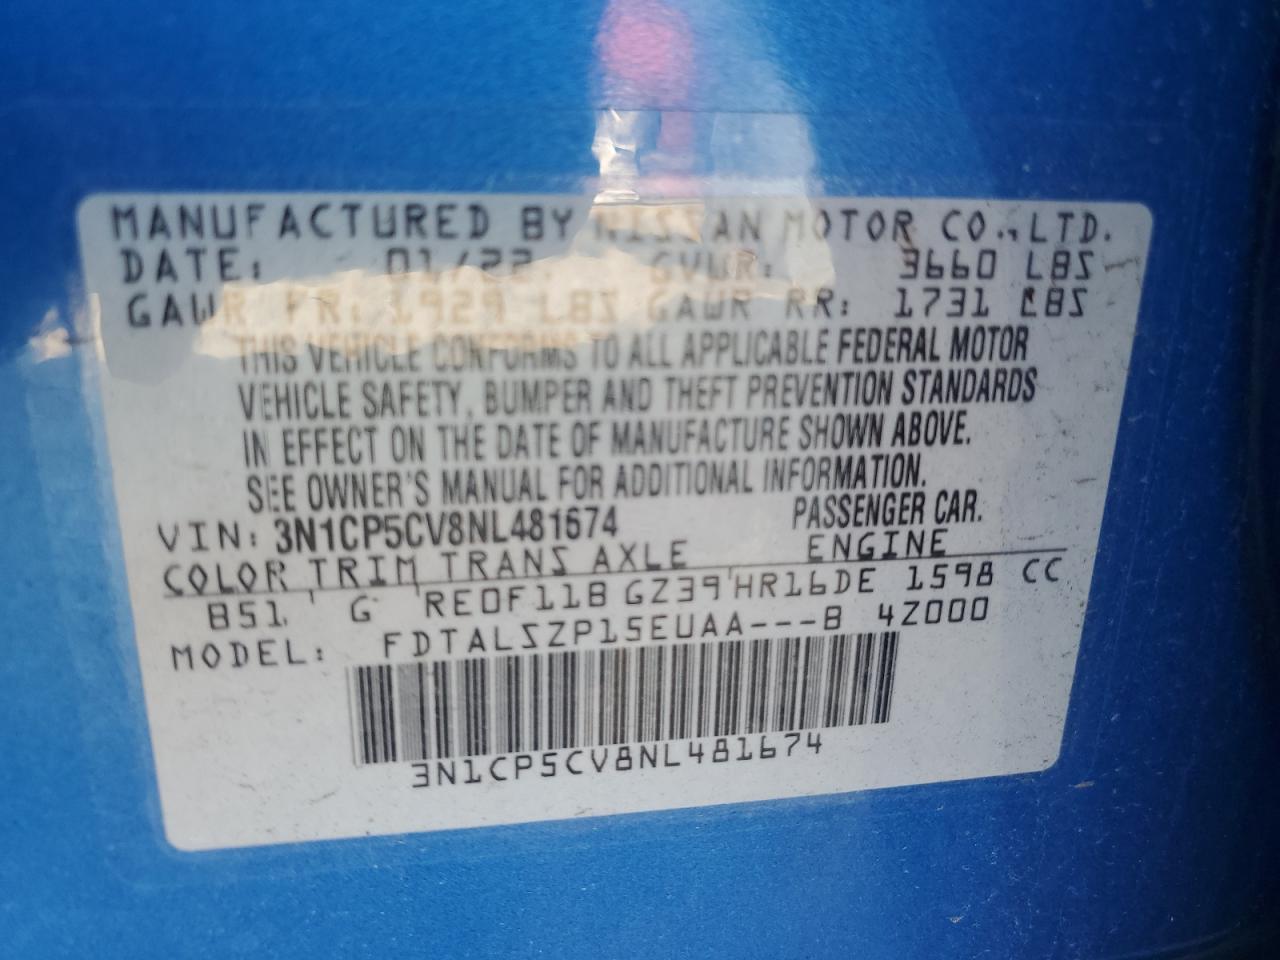 MANUFACTURED BY NISSAN MOTOR CO., LTD.
DATE: 01/22 GVWR: 3660 LBS
GAWR FR: 1929 LBS GAWR RR: 1731 LBS
THIS VEHICLE CONFORMS TO ALL APPLICABLE FEDERAL MOTOR
VEHICLE SAFETY, BUMPER AND THEFT PREVENTION STANDARDS
IN EFFECT ON THE DATE OF MANUFACTURE SHOWN ABOVE.
SEE OWNER'S MANUAL FOR ADDITIONAL INFORMATION.
VIN: 3N1CP5CV8NL481674 PASSENGER CAR.
COLOR TRIM TRANS AXLE ENGINE
B51 G RE0F11B GZ39 HR16DE 1598 CC
MODEL: FDTALSZP15EUAA---B 4Z000
3N1CP5CV8NL481674